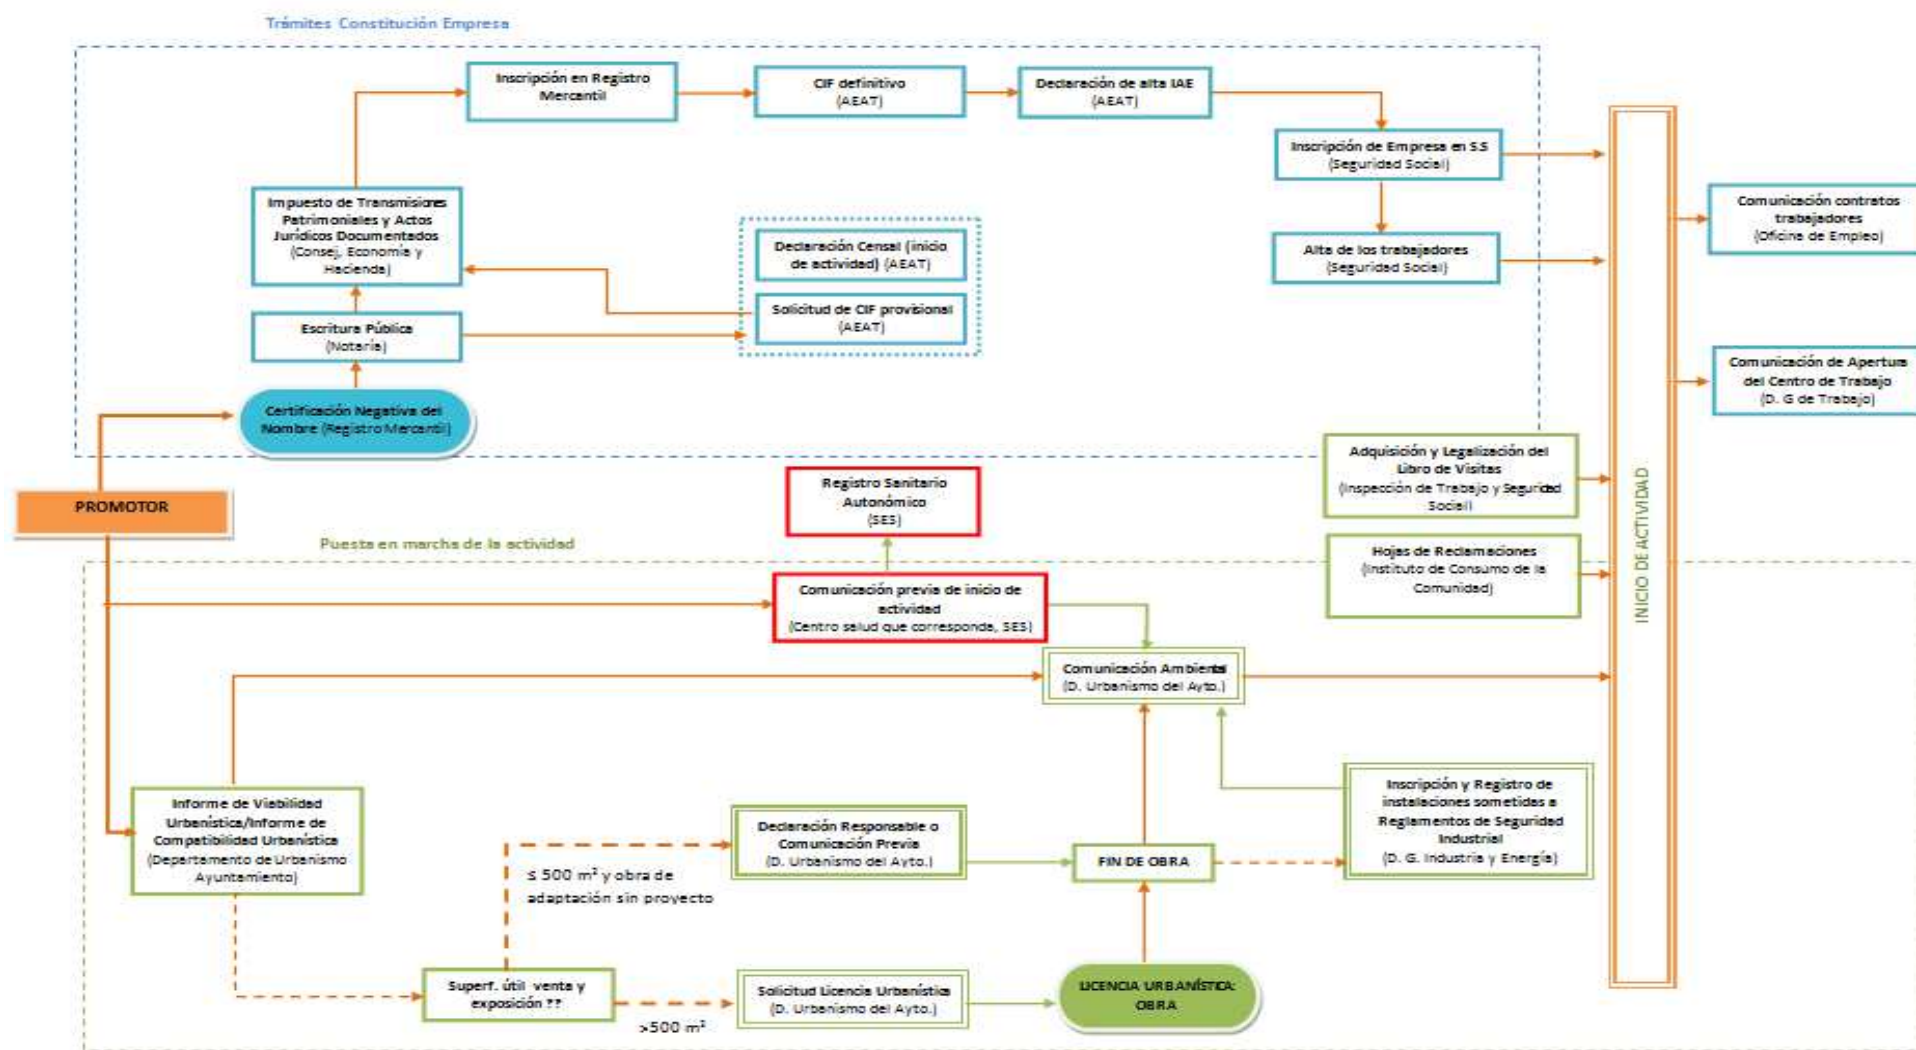 Trámites Constitución Empresa
Inscripción en Registro
Mercantil
CIF definitivo
(AEAT)
Declaración de alta IAE
(AEAT)
Inscripción de Empresa en S.S
(Seguridad Social)
Impuesto de Transmisiones
Patrimoniales y Actos
Jurídicos Documentados
(Consej, Economía y
Hacienda)
Declaración Censal (inicio
de actividad) (AEAT)
Alta de los trabajadores
(Seguridad Social)
Comunicación contratos
trabajadores
(Oficina de Empleo)
Solicitud de CIF provisional
(AEAT)
Escritura Pública
(Notaría)
Comunicación de Apertura
del Centro de Trabajo
(D. G de Trabajo)
Certificación Negativa del
Nombre (Registro Mercantil)
Adquisición y Legalización del
Libro de Visitas
(Inspección de Trabajo y Seguridad
Social)
INICIO DE ACTIVIDAD
PROMOTOR
Registro Sanitario
Autonómico
(SES)
Puesta en marcha de la actividad
Hojas de Reclamaciones
(Instituto de Consumo de la
Comunidad)
Comunicación previa de inicio de
actividad
(Centro salud que corresponda, SES)
Comunicación Ambiental
(D. Urbanismo del Ayto.)
Informe de Viabilidad
Urbanística/Informe de
Compatibilidad Urbanística
(Departamento de Urbanismo
Ayuntamiento)
Declaración Responsable o
Comunicación Previa
(D. Urbanismo del Ayto.)
FIN DE OBRA
Inscripción y Registro de
instalaciones sometidas a
Reglamentos de Seguridad
Industrial
(D. G. Industria y Energía)
≤ 500 m² y obra de
adaptación sin proyecto
Superf. útil venta y
exposición ??
>500 m²
Solicitud Licencia Urbanística
(D. Urbanismo del Ayto.)
LICENCIA URBANÍSTICA:
OBRA